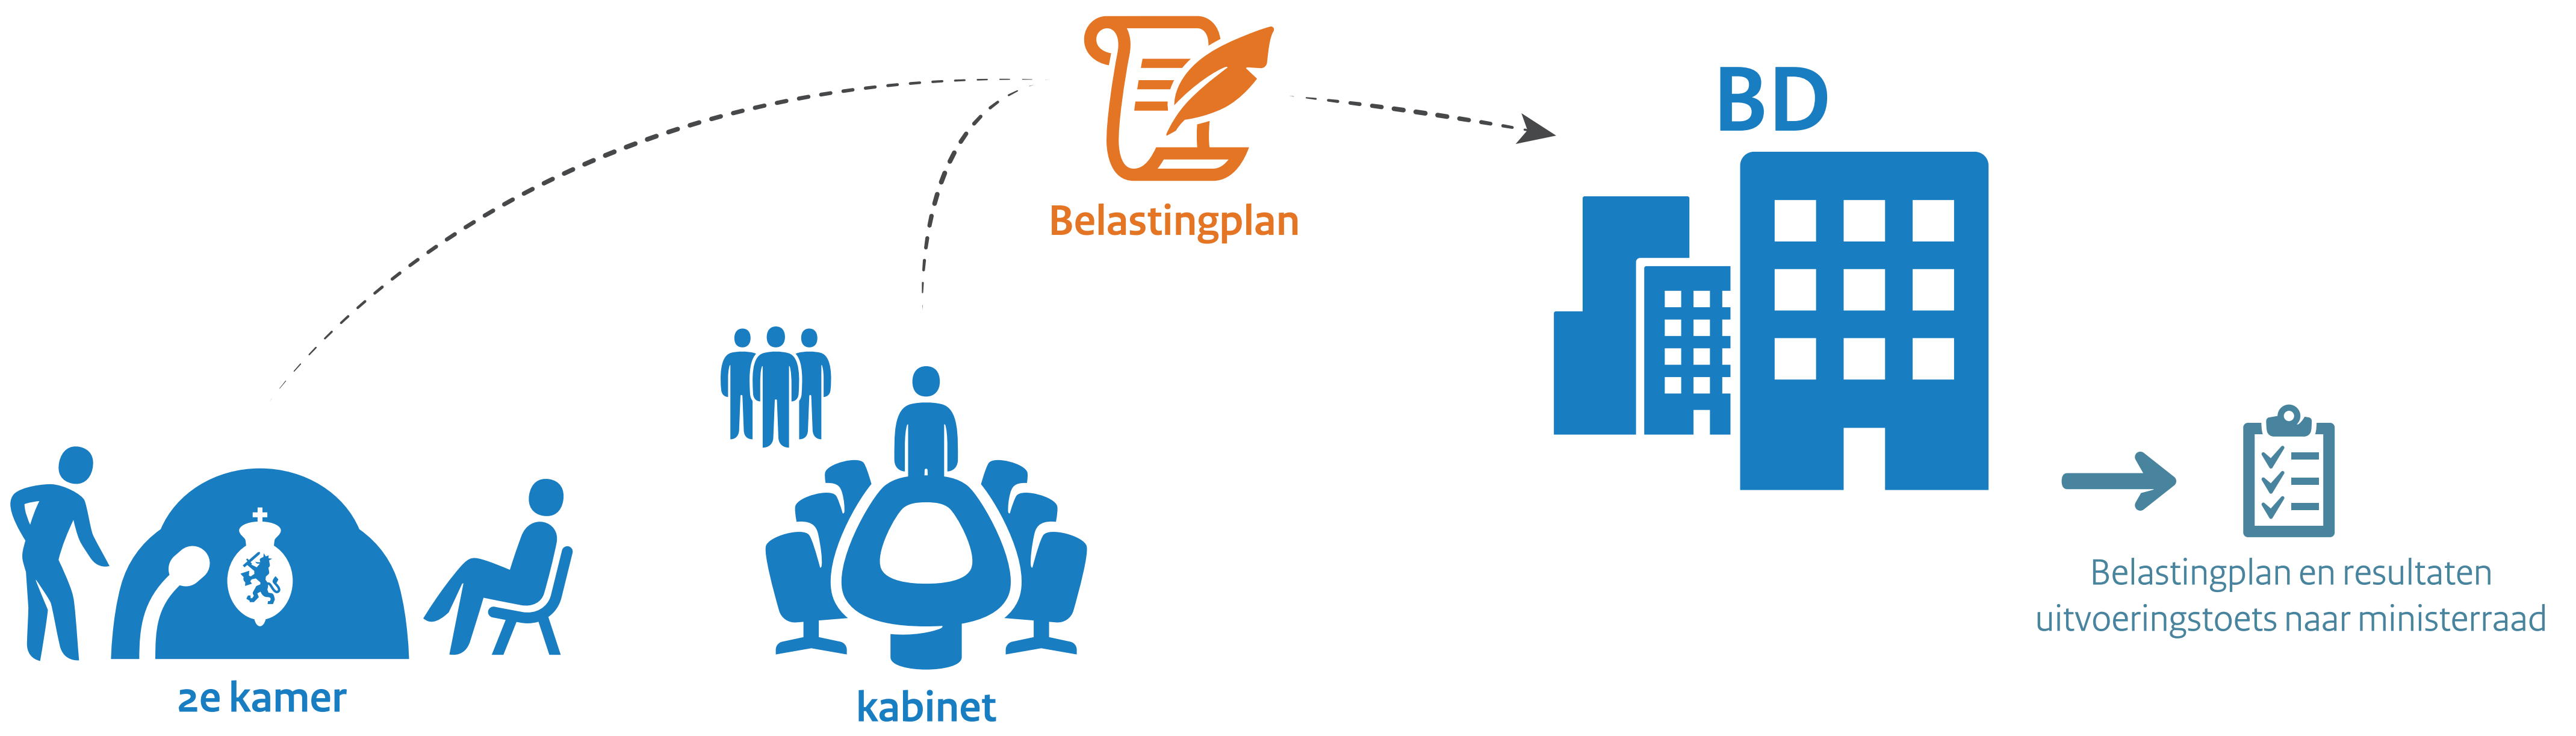 BD
Belastingplan
Belastingplan en resultaten
uitvoeringstoets naar ministerraad
2e kamer
kabinet